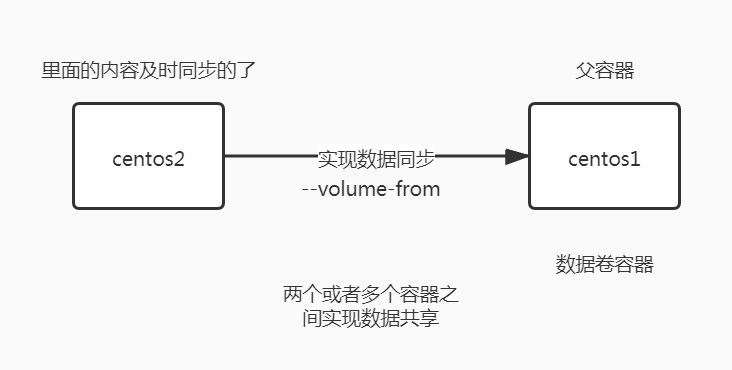 里面的内容及时同步的了
父容器
centos2
实现数据同步
centos1
--volume-from
数据卷容器
两个或者多个容器之
间实现数据共享